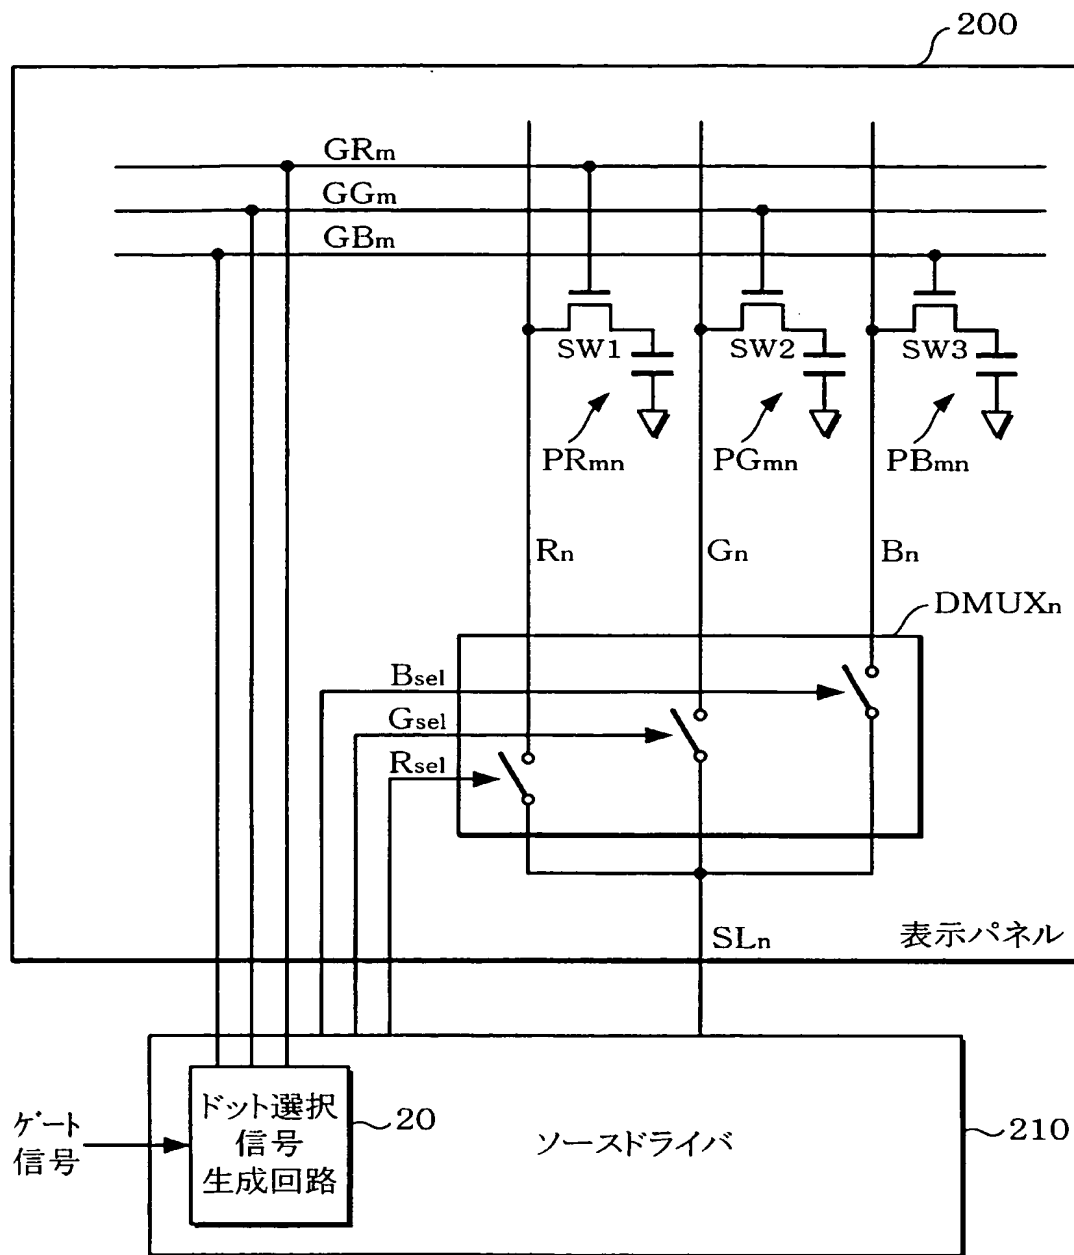 200
GRm
GGm
GBm
SW1
SW2
SW3
PRmn
PGmn
PBmn
Rn
Gn
Bn
DMUXn
Bsel
Gsel
Rsel
SLn
表示パネル
ゲート
信号
ドット選択
信号
生成回路
20
ソースドライバ
210